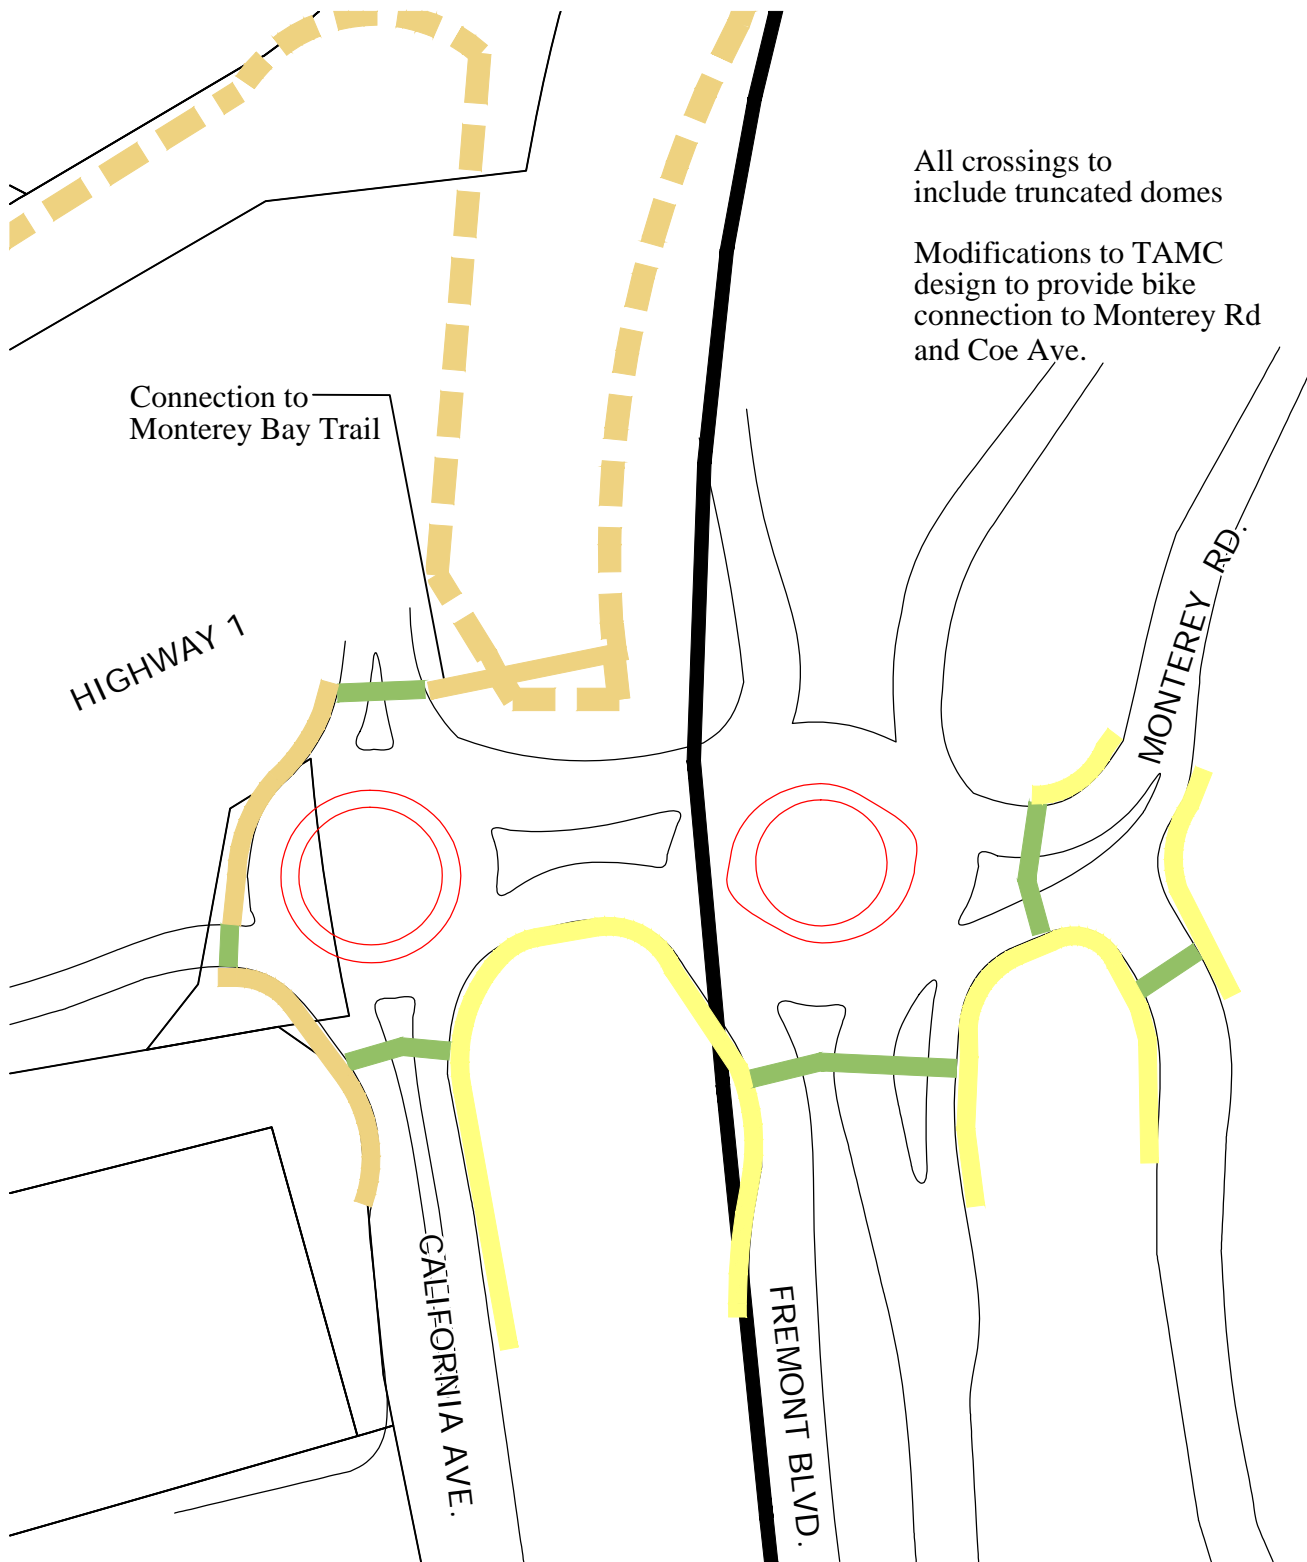 All crossings to
include truncated domes
Modifications to TAMC
design to provide bike
connection to Monterey Rd
and Coe Ave.
Connection to
Monterey Bay Trail
HIGHWAY 1
MONTEREY RD.
CALIFORNIA AVE.
FREMONT BLVD.